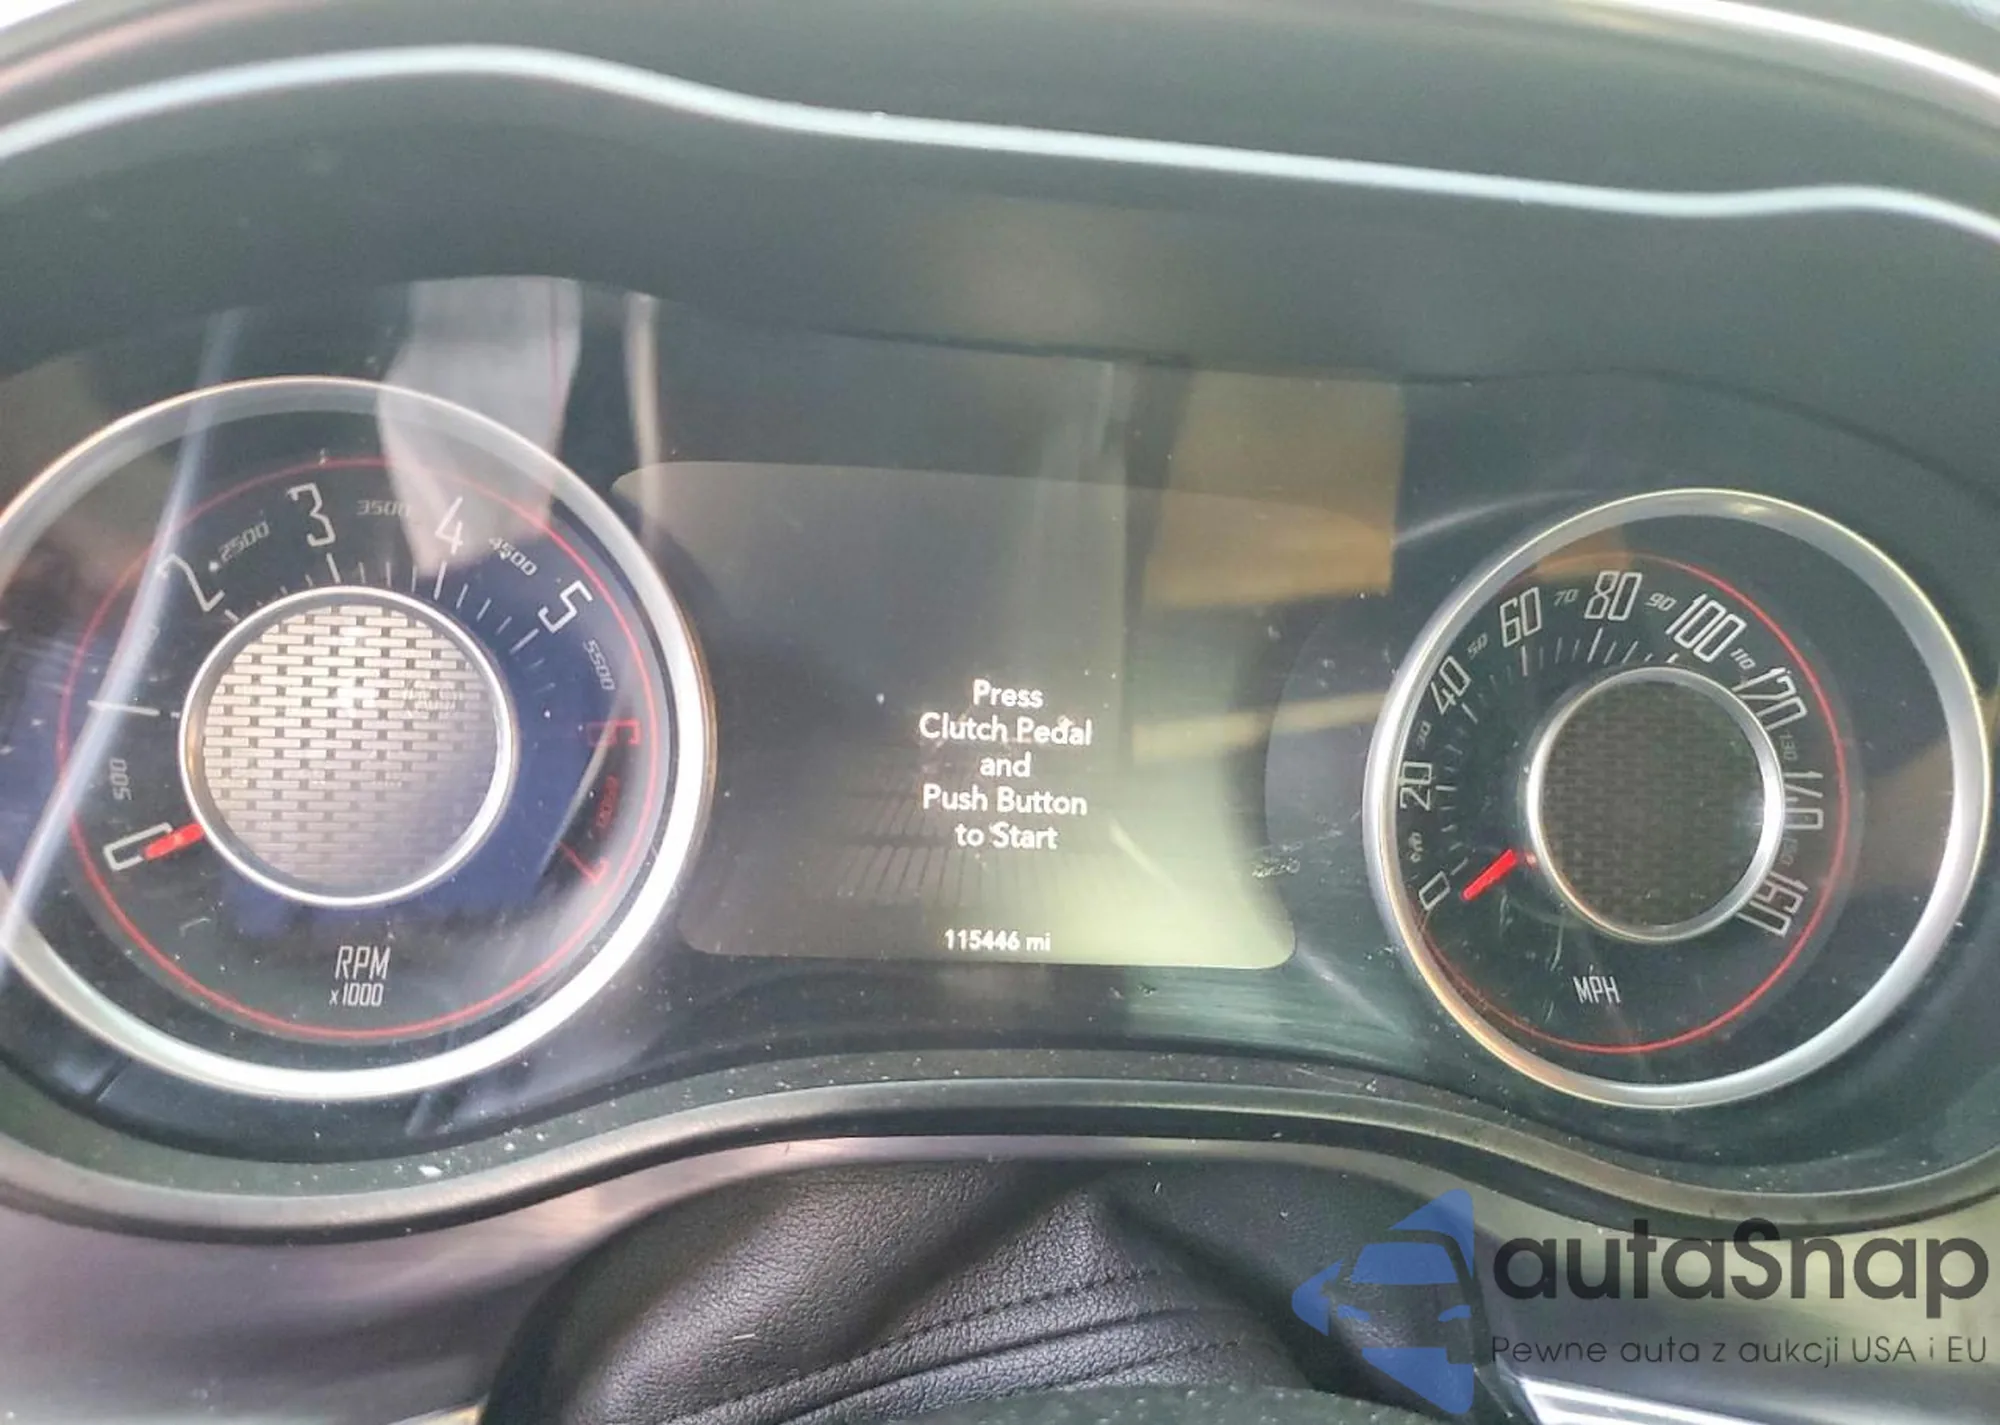 0
500
1
2
2500
3
3500
4
4500
5
5500
6
7
RPM
x1000
Press
Clutch Pedal
and
Push Button
to Start
115446 mi
0
20
30
40
50
60
70
80
90
100
110
120
130
140
150
160
MPH
autaSnap
Pewne auta z aukcji USA i EU